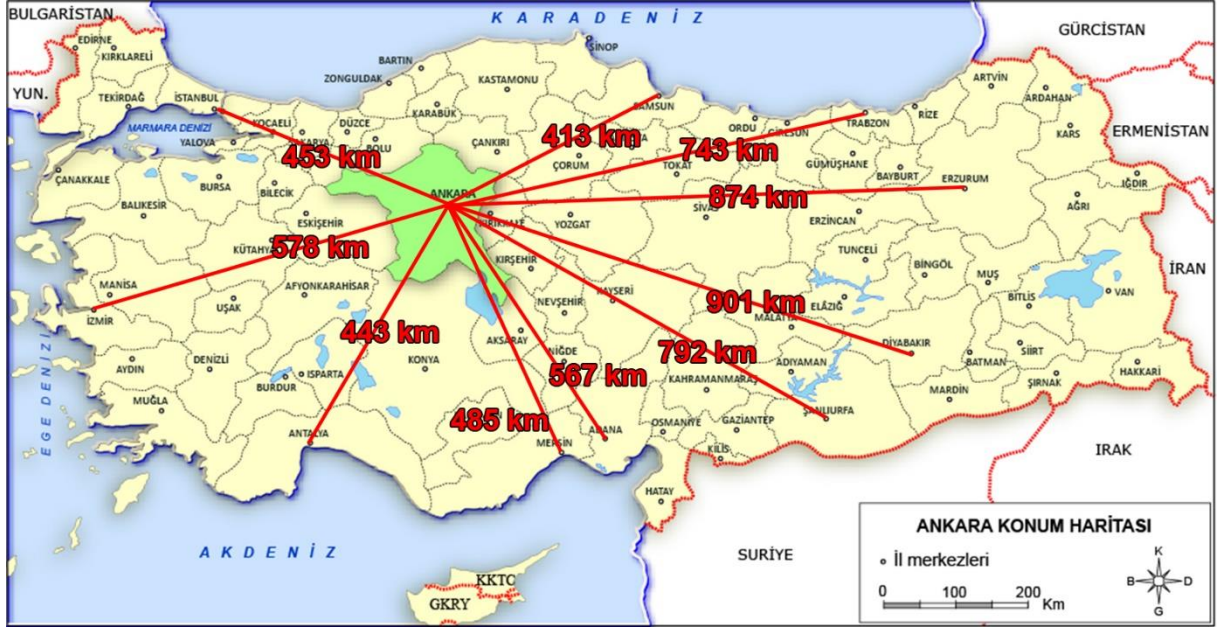 BULGARİSTAN
KARADENİZ
GÜRCİSTAN
EDİRNE
KIRKLARELİ
SİNOP
BARTIN
ZONGULDAK
KASTAMONU
ARTVİN
YUN.
TEKİRDAĞ
İSTANBUL
KARABÜK
SAMSUN
ARDAHAN
KOCAELİ
DÜZCE
ORDU
TRABZON
RİZE
MARMARA DENİZİ
YALOVA
BOLU
ÇANKIRI
413 km
KARS
ERMENİSTAN
453 km
743 km
ÇORUM
TOKAT
GÜMÜŞHANE
BAYBURT
ÇANAKKALE
BURSA
BİLECİK
ANKARA
874 km
ERZURUM
IĞDIR
BALIKESİR
ESKİŞEHİR
YOZGAT
SİVAS
ERZİNCAN
AĞRI
578 km
TUNCELİ
KIRŞEHİR
BİNGÖL
MUŞ
İRAN
MANİSA
AFYONKARAHİSAR
UŞAK
NEVŞEHİR
KAYSERİ
901 km
ELÂZIĞ
BİTLİS
VAN
İZMİR
443 km
AKSARAY
MALATYA
DİYABAKIR
SİİRT
EGE DENİZİ
AYDIN
DENİZLİ
KONYA
NİĞDE
792 km
ADIYAMAN
BATMAN
HAKKARİ
BURDUR
ISPARTA
567 km
KAHRAMANMARAŞ
MARDİN
ŞIRNAK
MUĞLA
485 km
ŞANLIURFA
ANTALYA
MERSİN
ADANA
OSMANİYE
GAZİANTEP
KİLİS
IRAK
HATAY
AKDENİZ
SURİYE
KKTC
GKRY
ANKARA KONUM HARİTASI
İl merkezleri
K
B D
G
0 100 200 Km